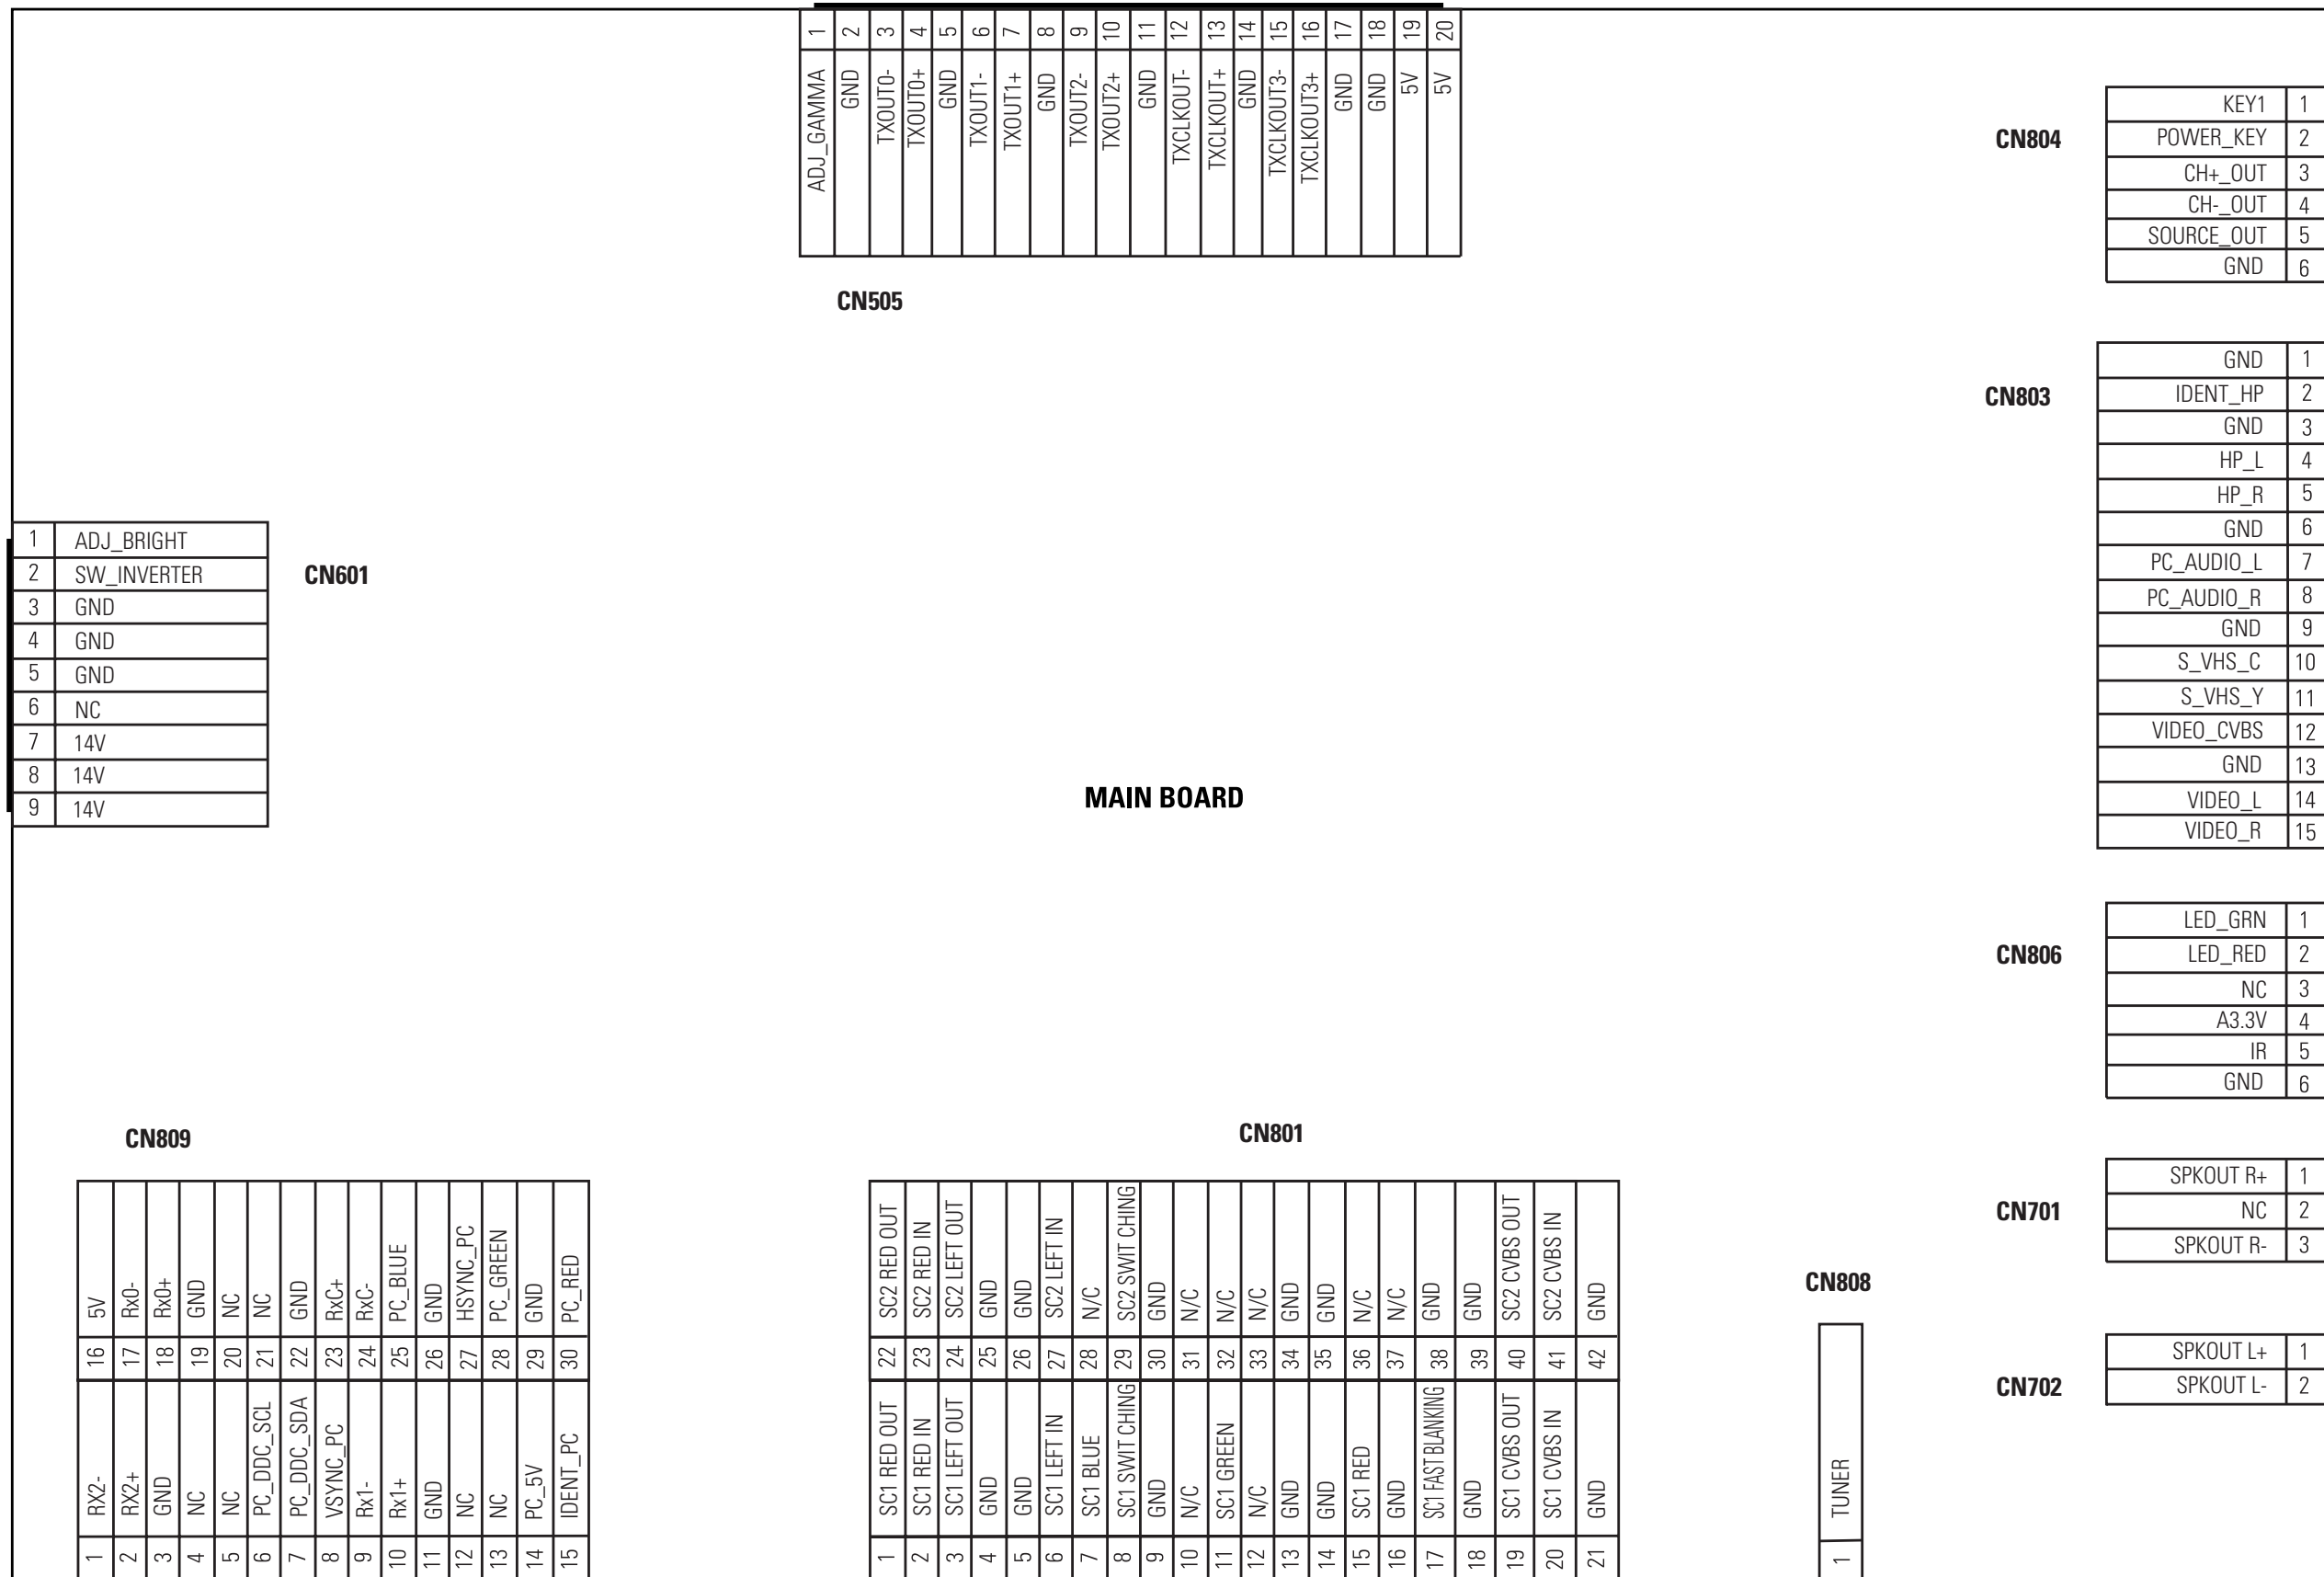 1 ADJ_GAMMA
2 GND
3 TXOUT0-
4 TXOUT0+
5 GND
6 TXOUT1-
7 TXOUT1+
8 GND
9 TXOUT2-
10 TXOUT2+
11 GND
12 TXCLKOUT-
13 TXCLKOUT+
14 GND
15 TXCLKOUT3-
16 TXCLKOUT3+
17 GND
18 GND
19 5V
20 5V
CN505
CN804
KEY1 1
POWER_KEY 2
CH+_OUT 3
CH-_OUT 4
SOURCE_OUT 5
GND 6
CN803
GND 1
IDENT_HP 2
GND 3
HP_L 4
HP_R 5
GND 6
PC_AUDIO_L 7
PC_AUDIO_R 8
GND 9
S_VHS_C 10
S_VHS_Y 11
VIDEO_CVBS 12
GND 13
VIDEO_L 14
VIDEO_R 15
1 ADJ_BRIGHT
2 SW_INVERTER
3 GND
4 GND
5 GND
6 NC
7 14V
8 14V
9 14V
CN601
MAIN BOARD
CN806
LED_GRN 1
LED_RED 2
NC 3
A3.3V 4
IR 5
GND 6
CN809
16 5V
17 Rx0-
18 Rx0+
19 GND
20 NC
21 NC
22 GND
23 RxC+
24 RxC-
25 PC_BLUE
26 GND
27 HSYNC_PC
28 PC_GREEN
29 GND
30 PC_RED
1 RX2-
2 RX2+
3 GND
4 NC
5 NC
6 PC_DDC_SCL
7 PC_DDC_SDA
8 VSYNC_PC
9 Rx1-
10 Rx1+
11 GND
12 NC
13 NC
14 PC_5V
15 IDENT_PC
CN801
22 SC2 RED OUT
23 SC2 RED IN
24 SC2 LEFT OUT
25 GND
26 GND
27 SC2 LEFT IN
28 N/C
29 SC2 SWIT CHING
30 GND
31 N/C
32 N/C
33 N/C
34 GND
35 GND
36 N/C
37 N/C
38 GND
39 GND
40 SC2 CVBS OUT
41 SC2 CVBS IN
42 GND
1 SC1 RED OUT
2 SC1 RED IN
3 SC1 LEFT OUT
4 GND
5 GND
6 SC1 LEFT IN
7 SC1 BLUE
8 SC1 SWIT CHING
9 GND
10 N/C
11 SC1 GREEN
12 N/C
13 GND
14 GND
15 SC1 RED
16 GND
17 SC1 FAST BLANKING
18 GND
19 SC1 CVBS OUT
20 SC1 CVBS IN
21 GND
CN808
1 TUNER
CN701
SPKOUT R+ 1
NC 2
SPKOUT R- 3
CN702
SPKOUT L+ 1
SPKOUT L- 2